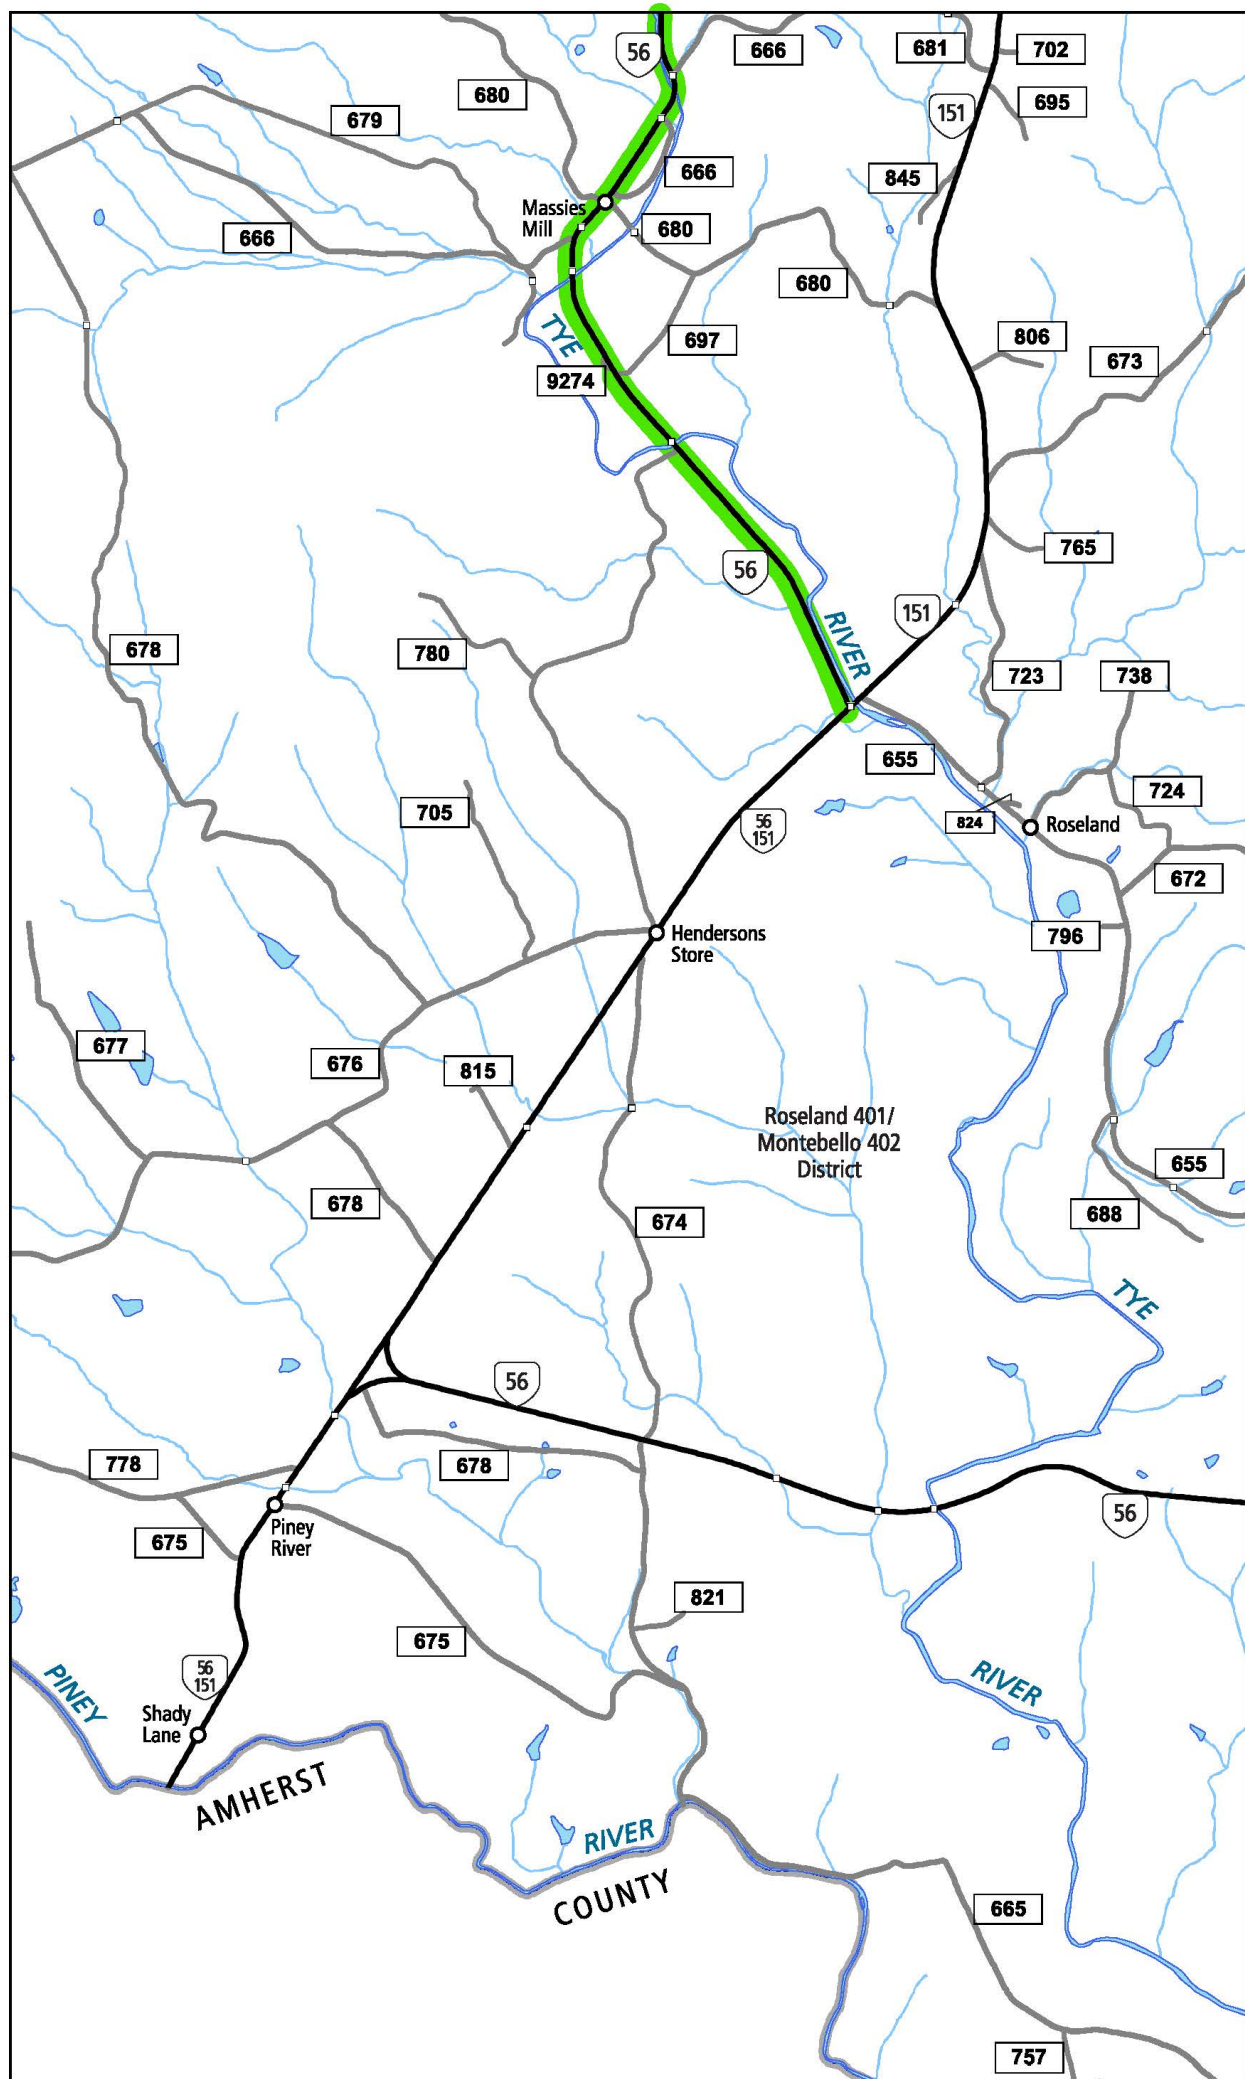 56
666
681
702
680
695
679
151
666
845
Massies
Mill
680
666
680
TYE
697
806
673
9274
765
56
151
RIVER
678
780
723
738
655
724
705
56
151
824
Roseland
672
Hendersons
Store
796
677
676
815
Roseland 401/
Montebello 402
District
655
678
674
688
TYE
56
778
678
56
675
Piney
River
821
675
56
151
PINEY
RIVER
Shady
Lane
AMHERST
RIVER
COUNTY
665
757